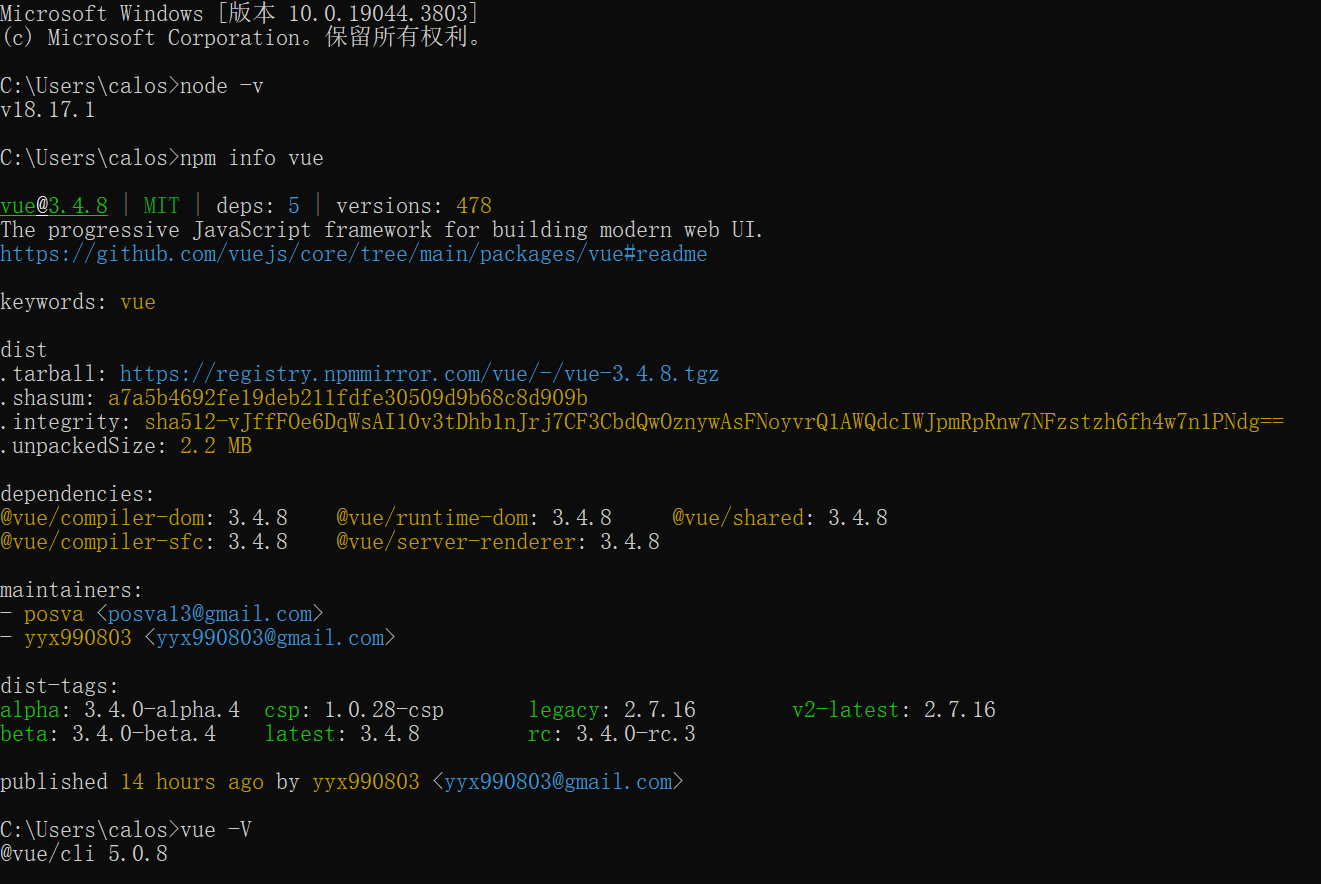 Microsoft Windows [版本 10.0.19044.3803]
(c) Microsoft Corporation。保留所有权利。
C:\Users\calos>node -v
v18.17.1
C:\Users\calos>npm info vue
vue@3.4.8 | MIT | deps: 5 | versions: 478
The progressive JavaScript framework for building modern web UI.
https://github.com/vuejs/core/tree/main/packages/vue#readme
keywords: vue
dist
.tarball: https://registry.npmmirror.com/vue/-/vue-3.4.8.tgz
.shasum: a7a5b4692fe19deb211fdfe30509d9b68c8d909b
.integrity: sha512-vJffFOe6DqWsAI10v3tDhb1nJrj7CF3CbdQwOznywAsFNoyvrQ1AWQdcIWJpmRpRnw7NFzstzh6fh4w7n1PNdg==
.unpackedSize: 2.2 MB
dependencies:
@vue/compiler-dom: 3.4.8 @vue/runtime-dom: 3.4.8 @vue/shared: 3.4.8
@vue/compiler-sfc: 3.4.8 @vue/server-renderer: 3.4.8
maintainers:
- posva <posva13@gmail.com>
- yyx990803 <yyx990803@gmail.com>
dist-tags:
alpha: 3.4.0-alpha.4 csp: 1.0.28-csp legacy: 2.7.16 v2-latest: 2.7.16
beta: 3.4.0-beta.4 latest: 3.4.8 rc: 3.4.0-rc.3
published 14 hours ago by yyx990803 <yyx990803@gmail.com>
C:\Users\calos>vue -V
@vue/cli 5.0.8